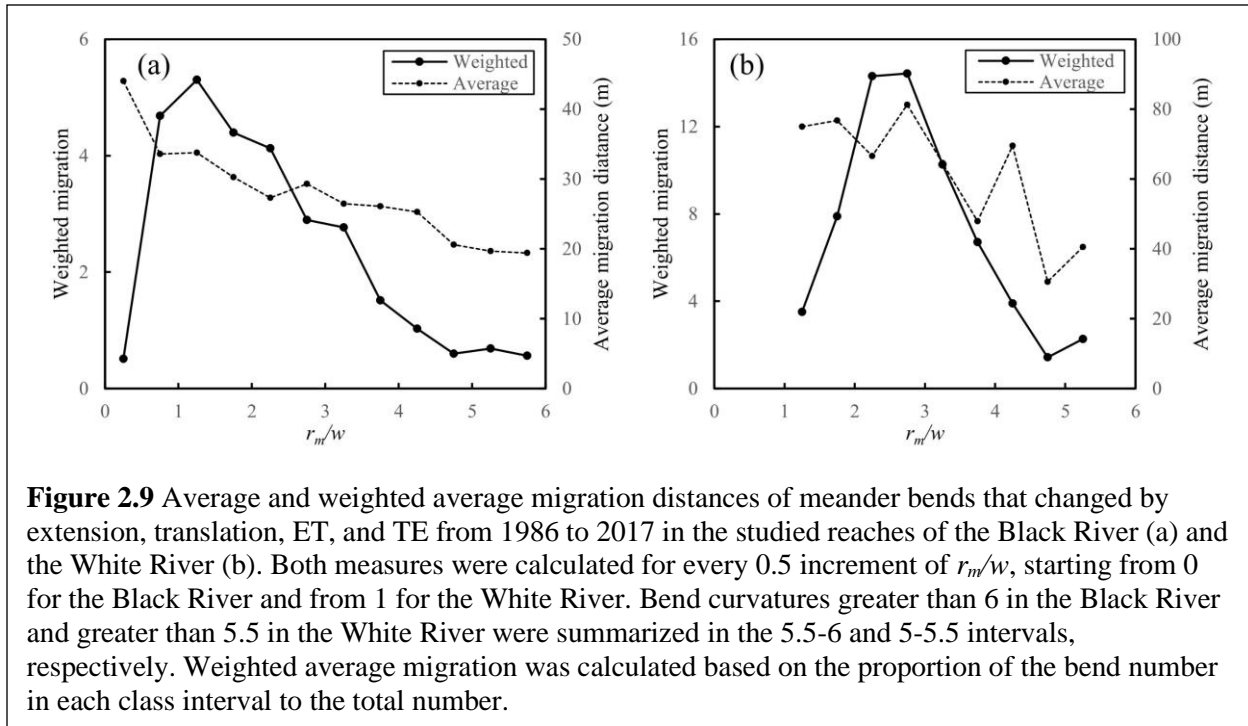 6
5
4
2
0
0 1 2 3 4 5 6
50
40
30
20
10
0
Weighted migration
Average migration diatance (m)
r_m/w
(a)
Weighted
Average
16
12
8
4
0
0 1 2 3 4 5 6
100
80
60
40
20
0
Weighted migration
Average migration distance (m)
r_m/w
(b)
Weighted
Average
Figure 2.9 Average and weighted average migration distances of meander bends that changed by
extension, translation, ET, and TE from 1986 to 2017 in the studied reaches of the Black River (a) and
the White River (b). Both measures were calculated for every 0.5 increment of r_m/w, starting from 0
for the Black River and from 1 for the White River. Bend curvatures greater than 6 in the Black River
and greater than 5.5 in the White River were summarized in the 5.5-6 and 5-5.5 intervals,
respectively. Weighted average migration was calculated based on the proportion of the bend number
in each class interval to the total number.